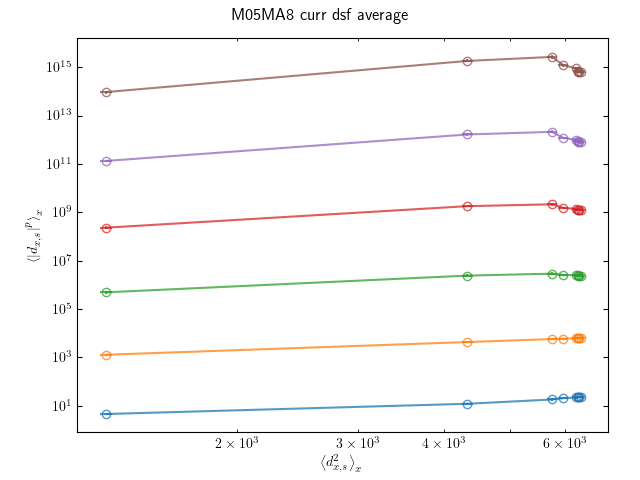 M05MA8 curr dsf average
10^15
10^13
10^11
10^9
10^7
10^5
10^3
10^1
⟨|d_{x,s}|^p⟩_x
2 × 10^3
3 × 10^3
4 × 10^3
6 × 10^3
⟨d^2_{x,s}⟩_x